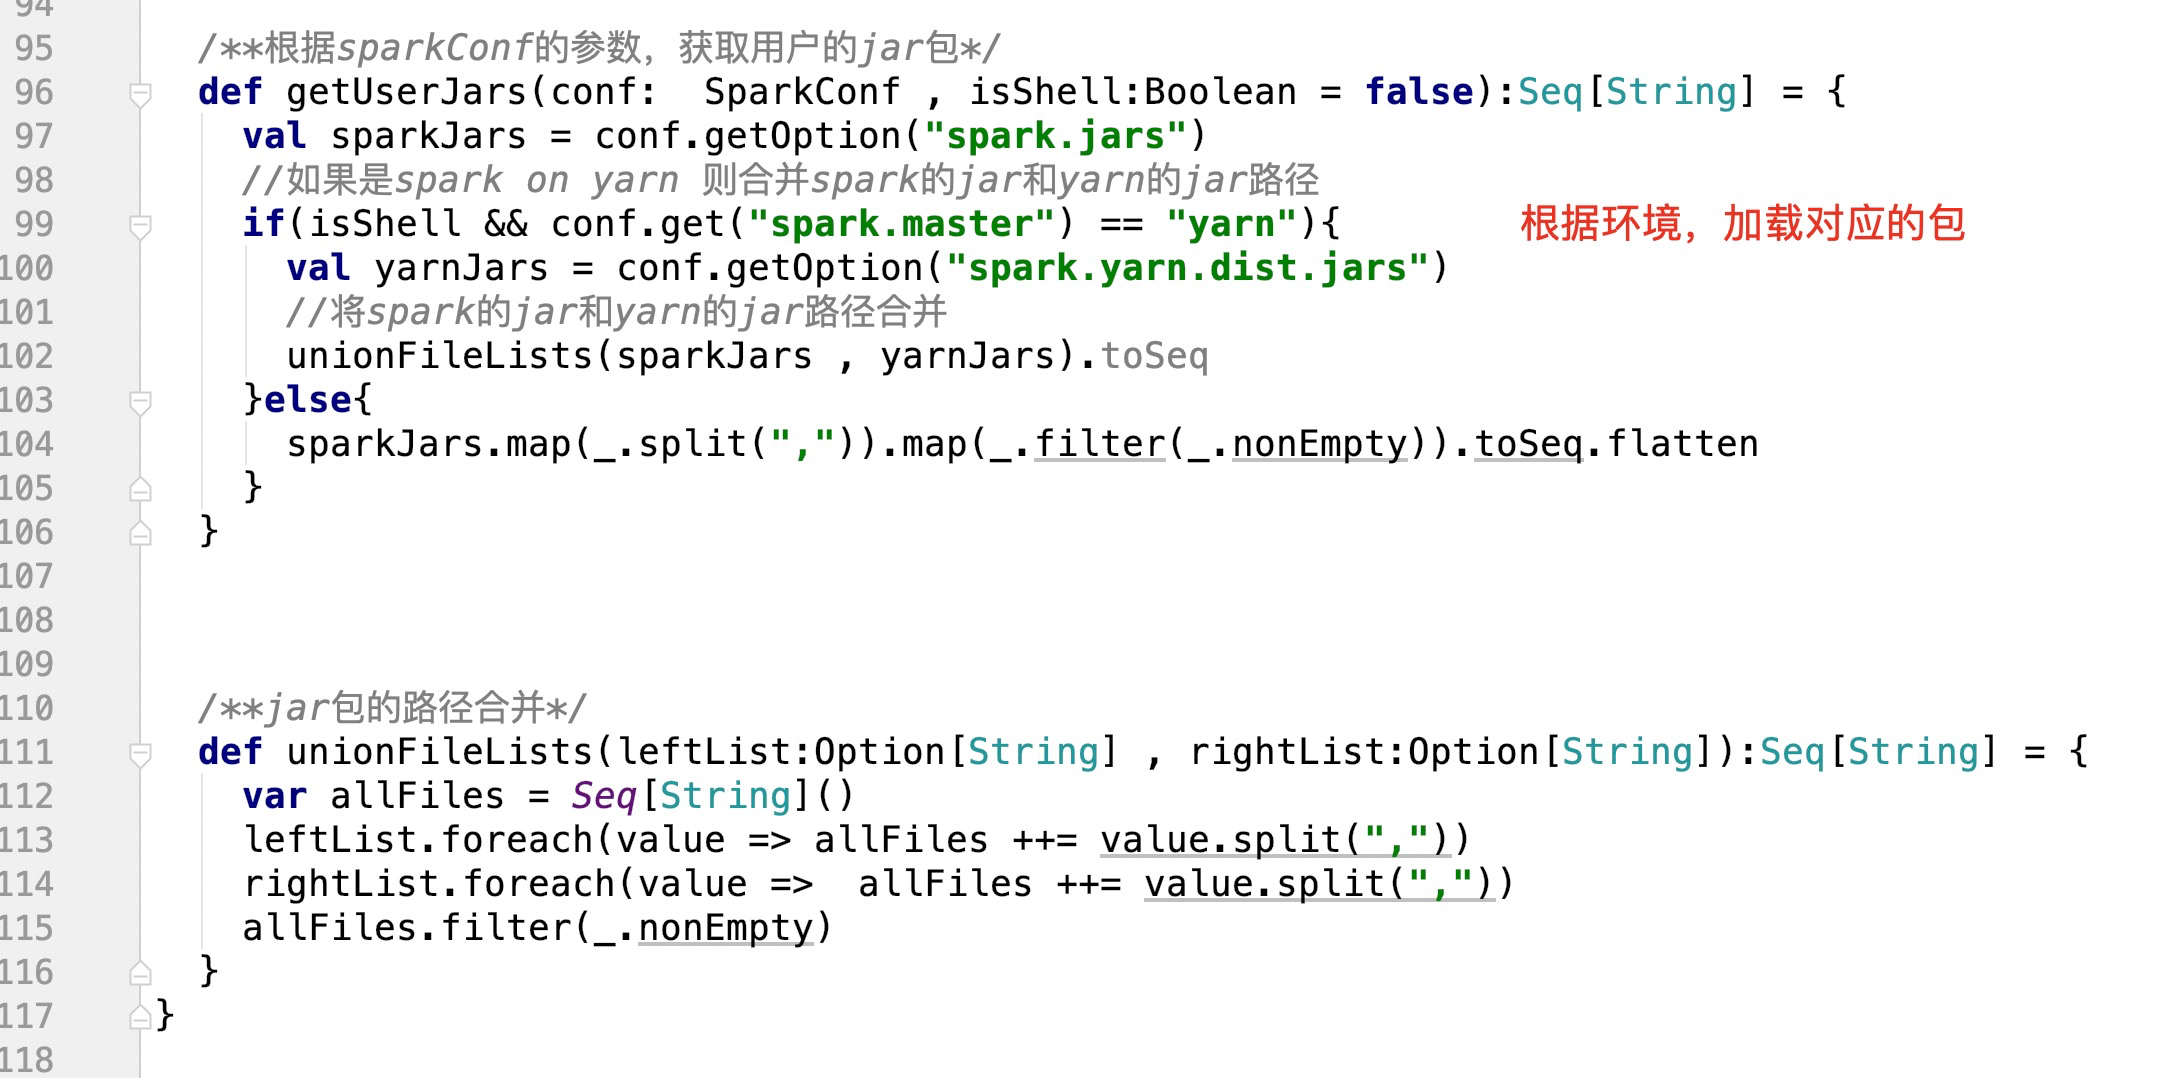 94
95 /**根据sparkConf的参数，获取用户的jar包*/
96 def getUserJars(conf:  SparkConf , isShell:Boolean = false):Seq[String] = {
97 val sparkJars = conf.getOption("spark.jars")
98 //如果是spark on yarn 则合并spark的jar和yarn的jar路径
99 if(isShell && conf.get("spark.master") == "yarn"){ 根据环境，加载对应的包
100 val yarnJars = conf.getOption("spark.yarn.dist.jars")
101 //将spark的jar和yarn的jar路径合并
102 unionFileLists(sparkJars , yarnJars).toSeq
103 }else{
104 sparkJars.map(_.split(",")).map(_.filter(_.nonEmpty)).toSeq.flatten
105 }
106 }
107
108
109
110 /**jar包的路径合并*/
111 def unionFileLists(leftList:Option[String] , rightList:Option[String]):Seq[String] = {
112 var allFiles = Seq[String]()
113 leftList.foreach(value => allFiles ++= value.split(","))
114 rightList.foreach(value =>  allFiles ++= value.split(","))
115 allFiles.filter(_.nonEmpty)
116 }
117 }
118